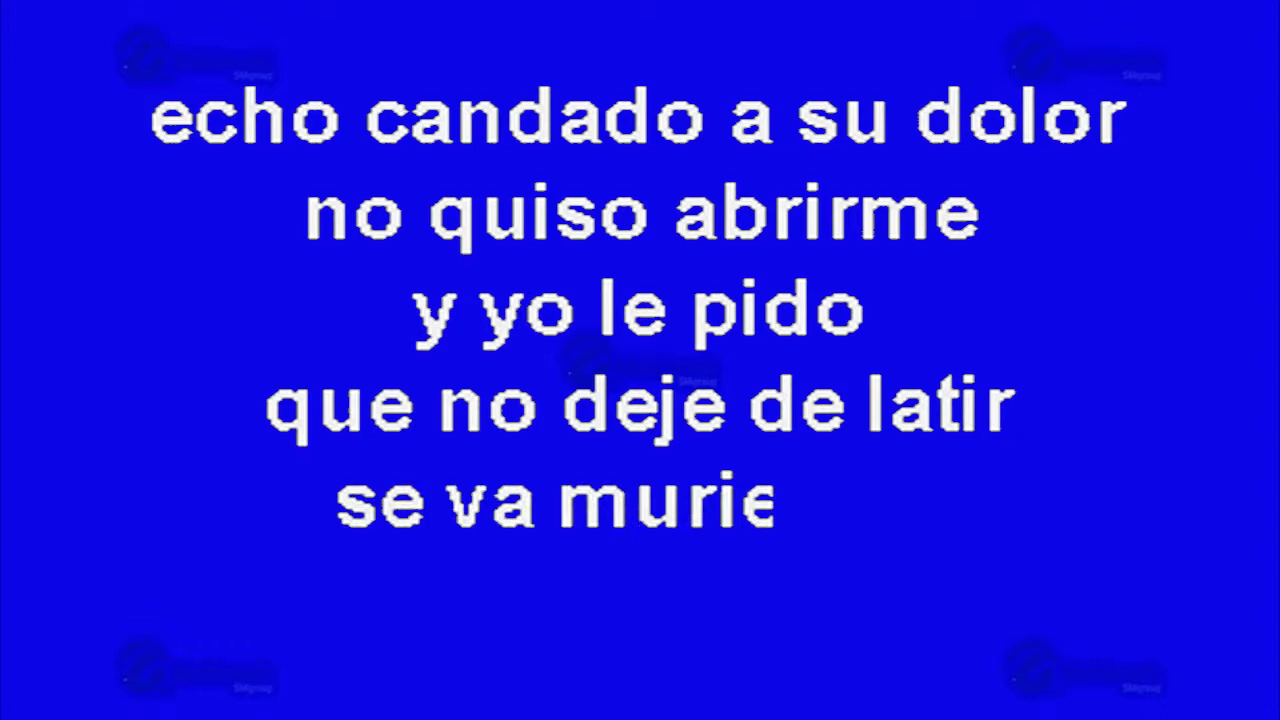 echo candado a su dolor
no quiso abrirme
y yo le pido
que no deje de latir
se va murie